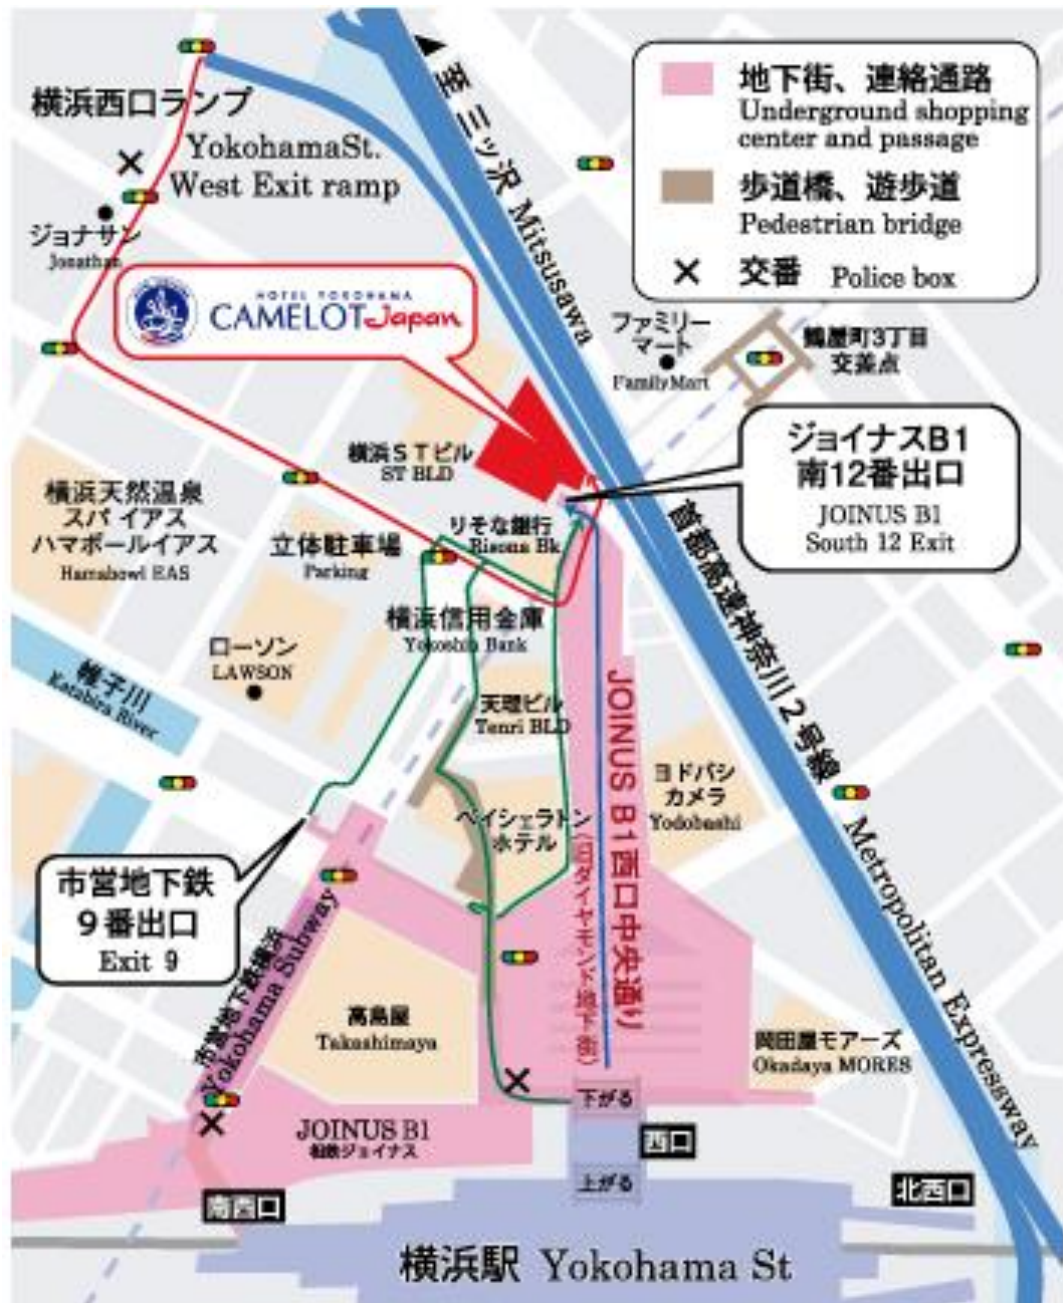 横浜西口ランプ
YokohamaSt.
West Exit ramp
至 三ッ沢 Mitsusawa
地下街、連絡通路
Underground shopping
center and passage
歩道橋、遊歩道
Pedestrian bridge
交番 Police box
ジョナサン
Jonathan
HOTEL YOKOHAMA
CAMELOT Japan
ファミリー
マート
FamilyMart
鶴屋町3丁目
交差点
横浜STビル
ST BLD
ジョイナスB1
南12番出口
JOINUS B1
South 12 Exit
横浜天然温泉
スパ イアス
ハマボールイアス
Hamabowl EAS
立体駐車場
Parking
りそな銀行
Risona Bk
横浜信用金庫
Yokoshin Bank
ローソン
LAWSON
帷子川
Katabira River
天理ビル
Tenri BLD
首都高速神奈川2号線 Metropolitan Expressway
JOINUS B1西口中央通り
(旧ダイヤモンド地下街)
ヨドバシ
カメラ
Yodobashi
ベイシェラトン
ホテル
市営地下鉄
9番出口
Exit 9
市営地下鉄横浜
Yokohama Subway
高島屋
Takashimaya
岡田屋モアーズ
Okadaya MORES
下がる
JOINUS B1
相鉄ジョイナス
西口
上がる
南西口
北西口
横浜駅 Yokohama St